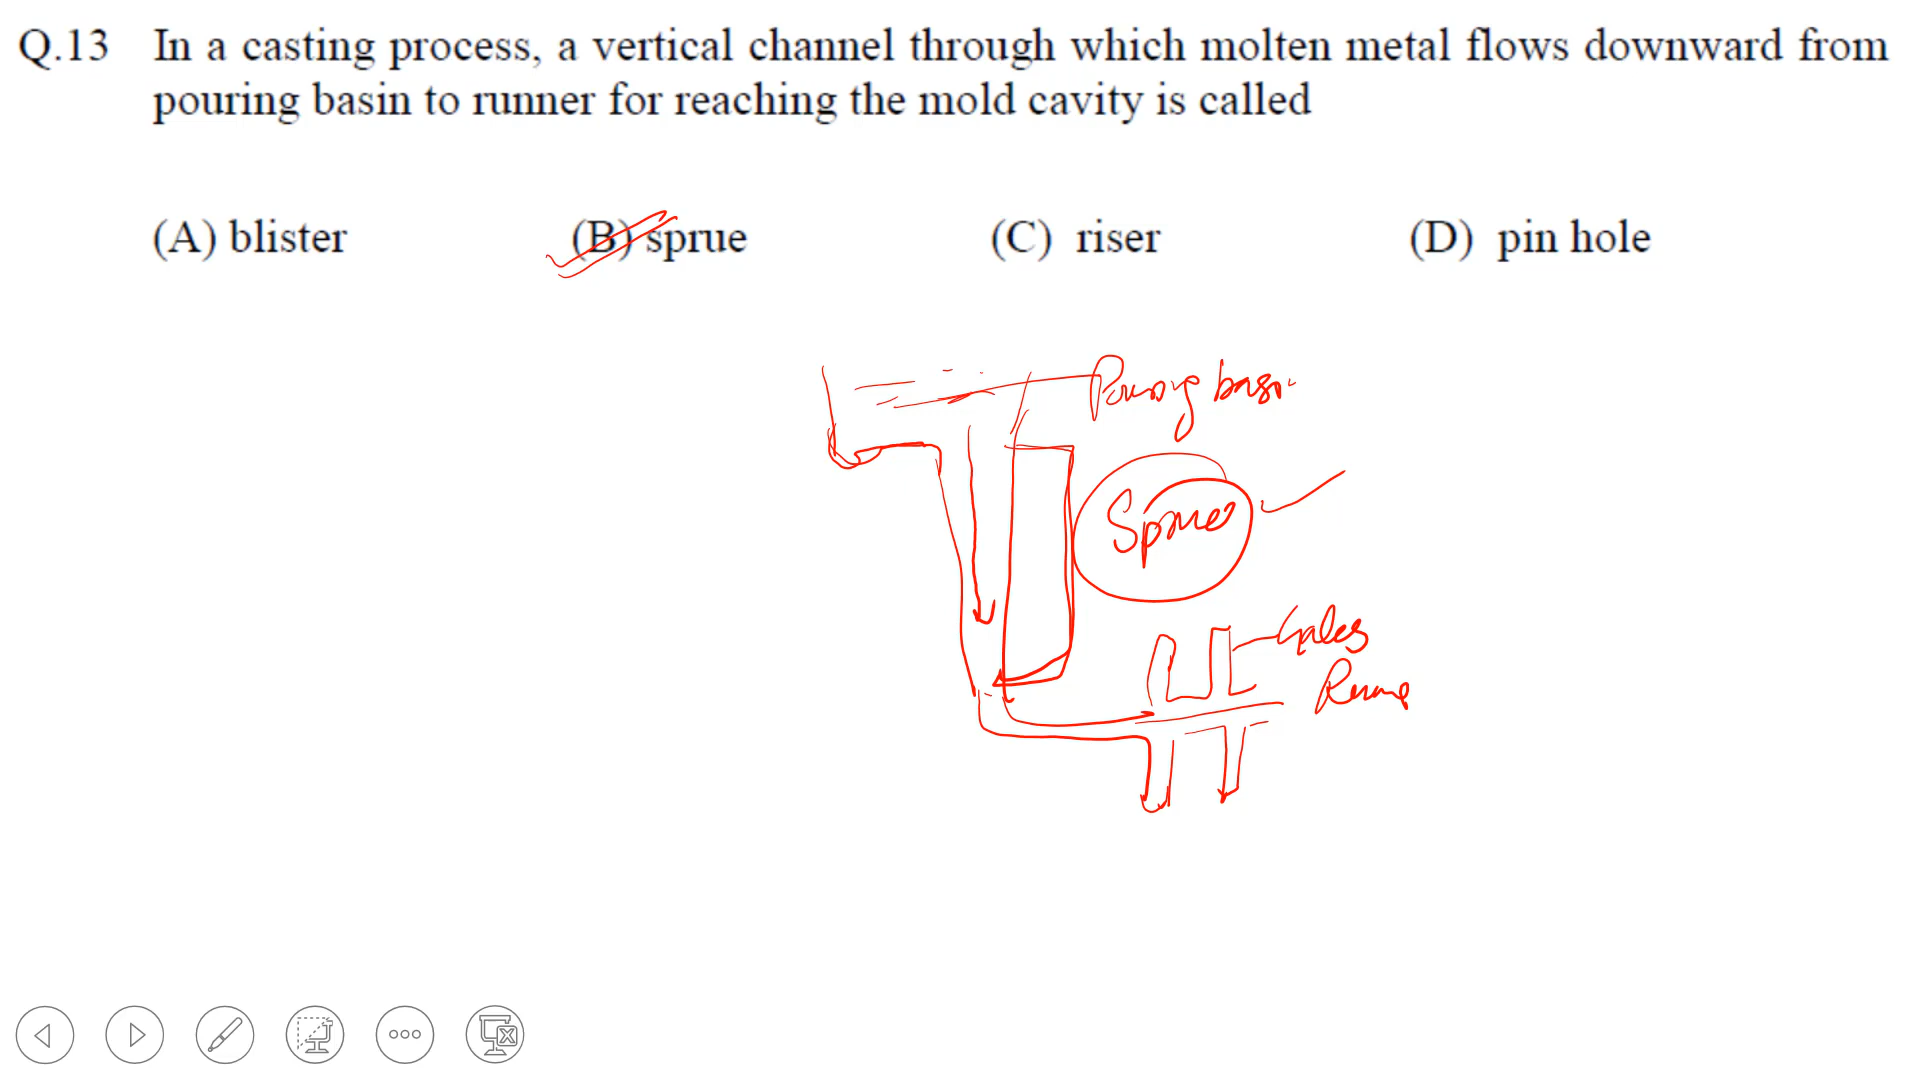 Q.13 In a casting process, a vertical channel through which molten metal flows downward from
pouring basin to runner for reaching the mold cavity is called
(A) blister (B) sprue (C) riser (D) pin hole
Pouring basin
Sprue
Gates